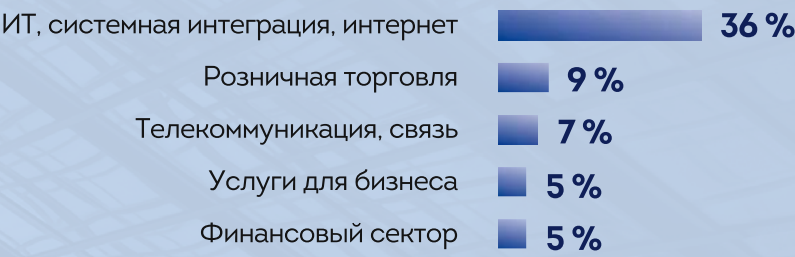 ИТ, системная интеграция, интернет 36 %
Розничная торговля 9 %
Телекоммуникация, связь 7 %
Услуги для бизнеса 5 %
Финансовый сектор 5 %